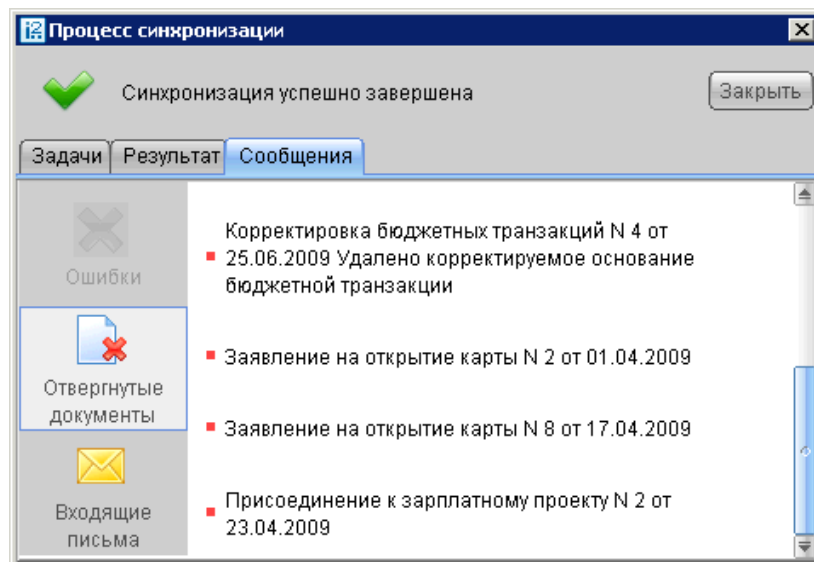 Процесс синхронизации
Синхронизация успешно завершена
Закрыть
Задачи Результат Сообщения
Ошибки
Отвергнутые
документы
Входящие
письма
Корректировка бюджетных транзакций N 4 от
25.06.2009 Удалено корректируемое основание
бюджетной транзакции
Заявление на открытие карты N 2 от 01.04.2009
Заявление на открытие карты N 8 от 17.04.2009
Присоединение к зарплатному проекту N 2 от
23.04.2009